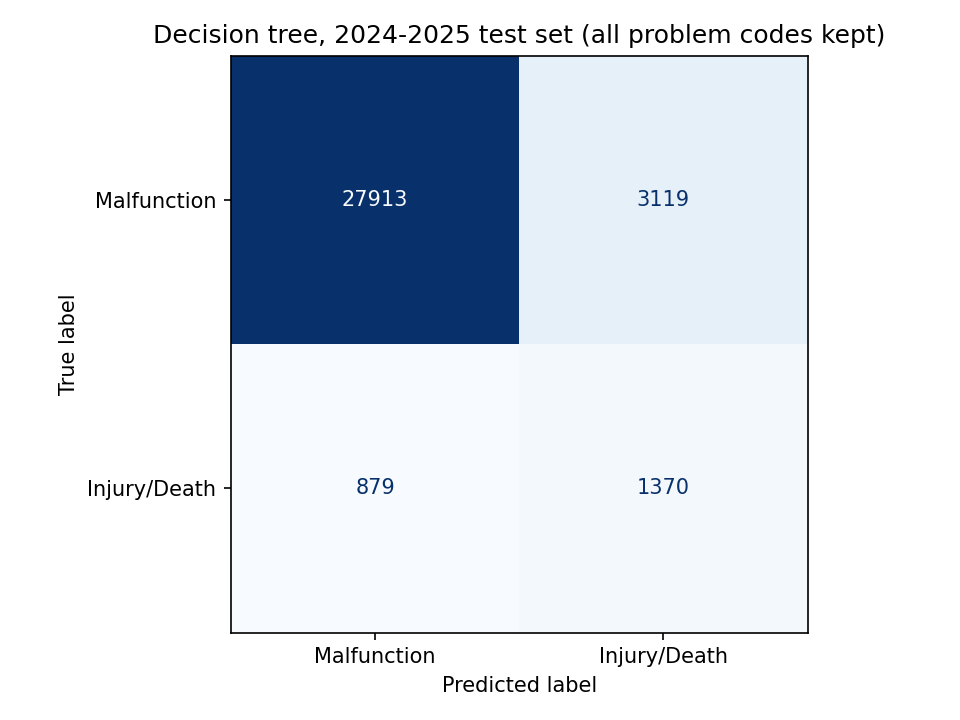 Decision tree, 2024-2025 test set (all problem codes kept)
Malfunction
27913
3119
True label
Injury/Death
879
1370
Malfunction
Injury/Death
Predicted label